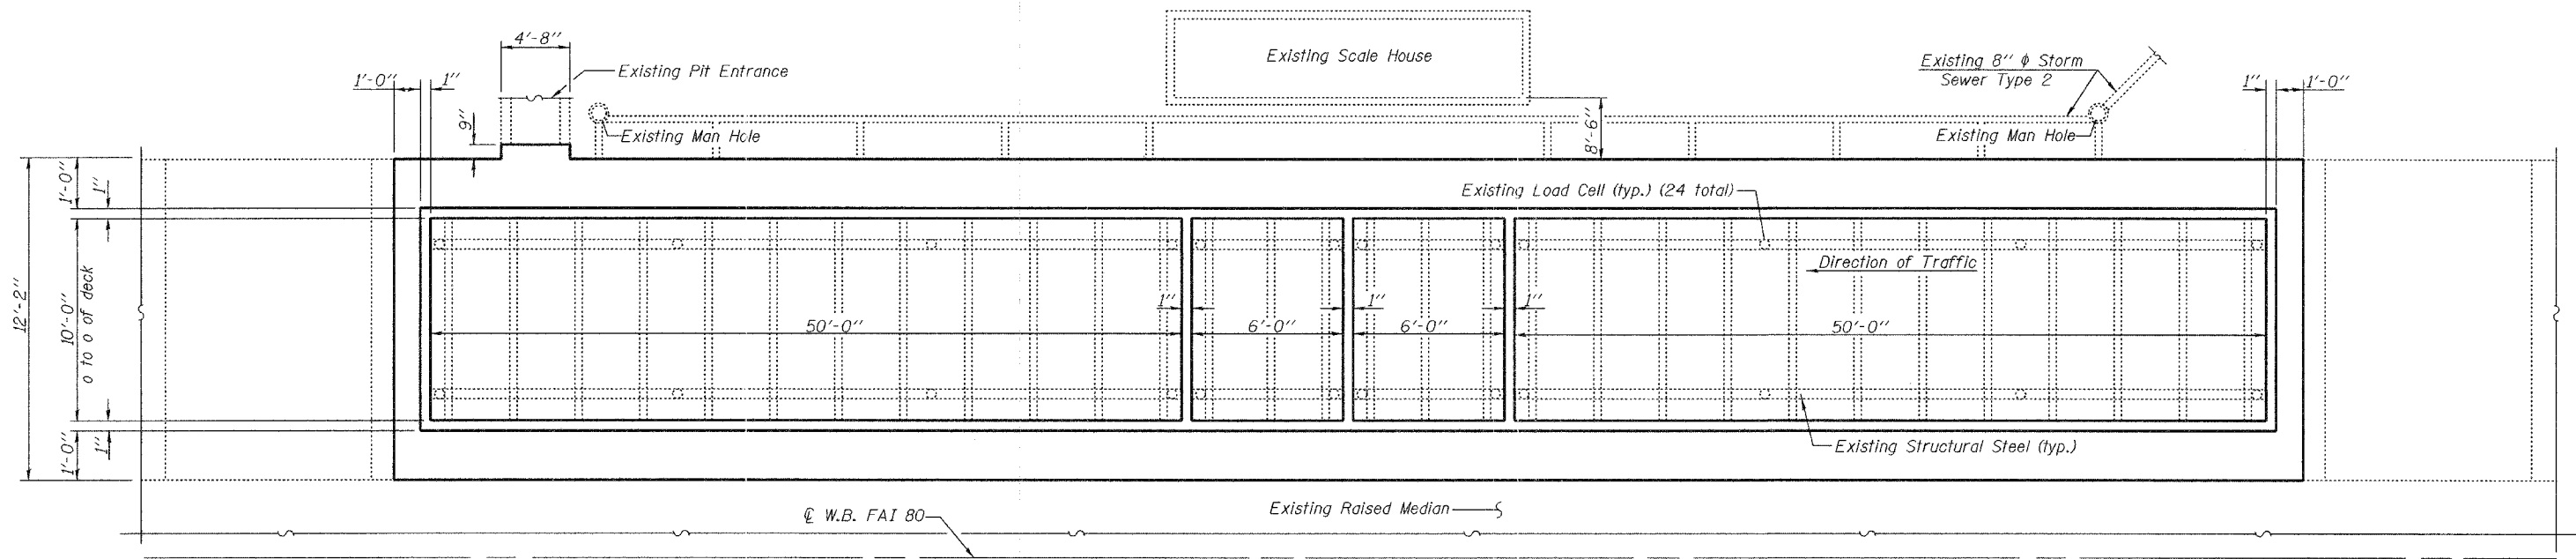 4'-8"
Existing Pit Entrance
1'-0"
1"
9"
Existing Man Hole
Existing Scale House
8'-6"
Existing 8" ϕ Storm
Sewer Type 2
Existing Man Hole
1"
1'-0"
1'-0"
1"
12'-2"
10'-0"
o to o of deck
1'-0"
1"
Existing Load Cell (typ.) (24 total)
Direction of Traffic
50'-0"
1"
6'-0"
1"
6'-0"
1"
50'-0"
Existing Structural Steel (typ.)
℄ W.B. FAI 80
Existing Raised Median